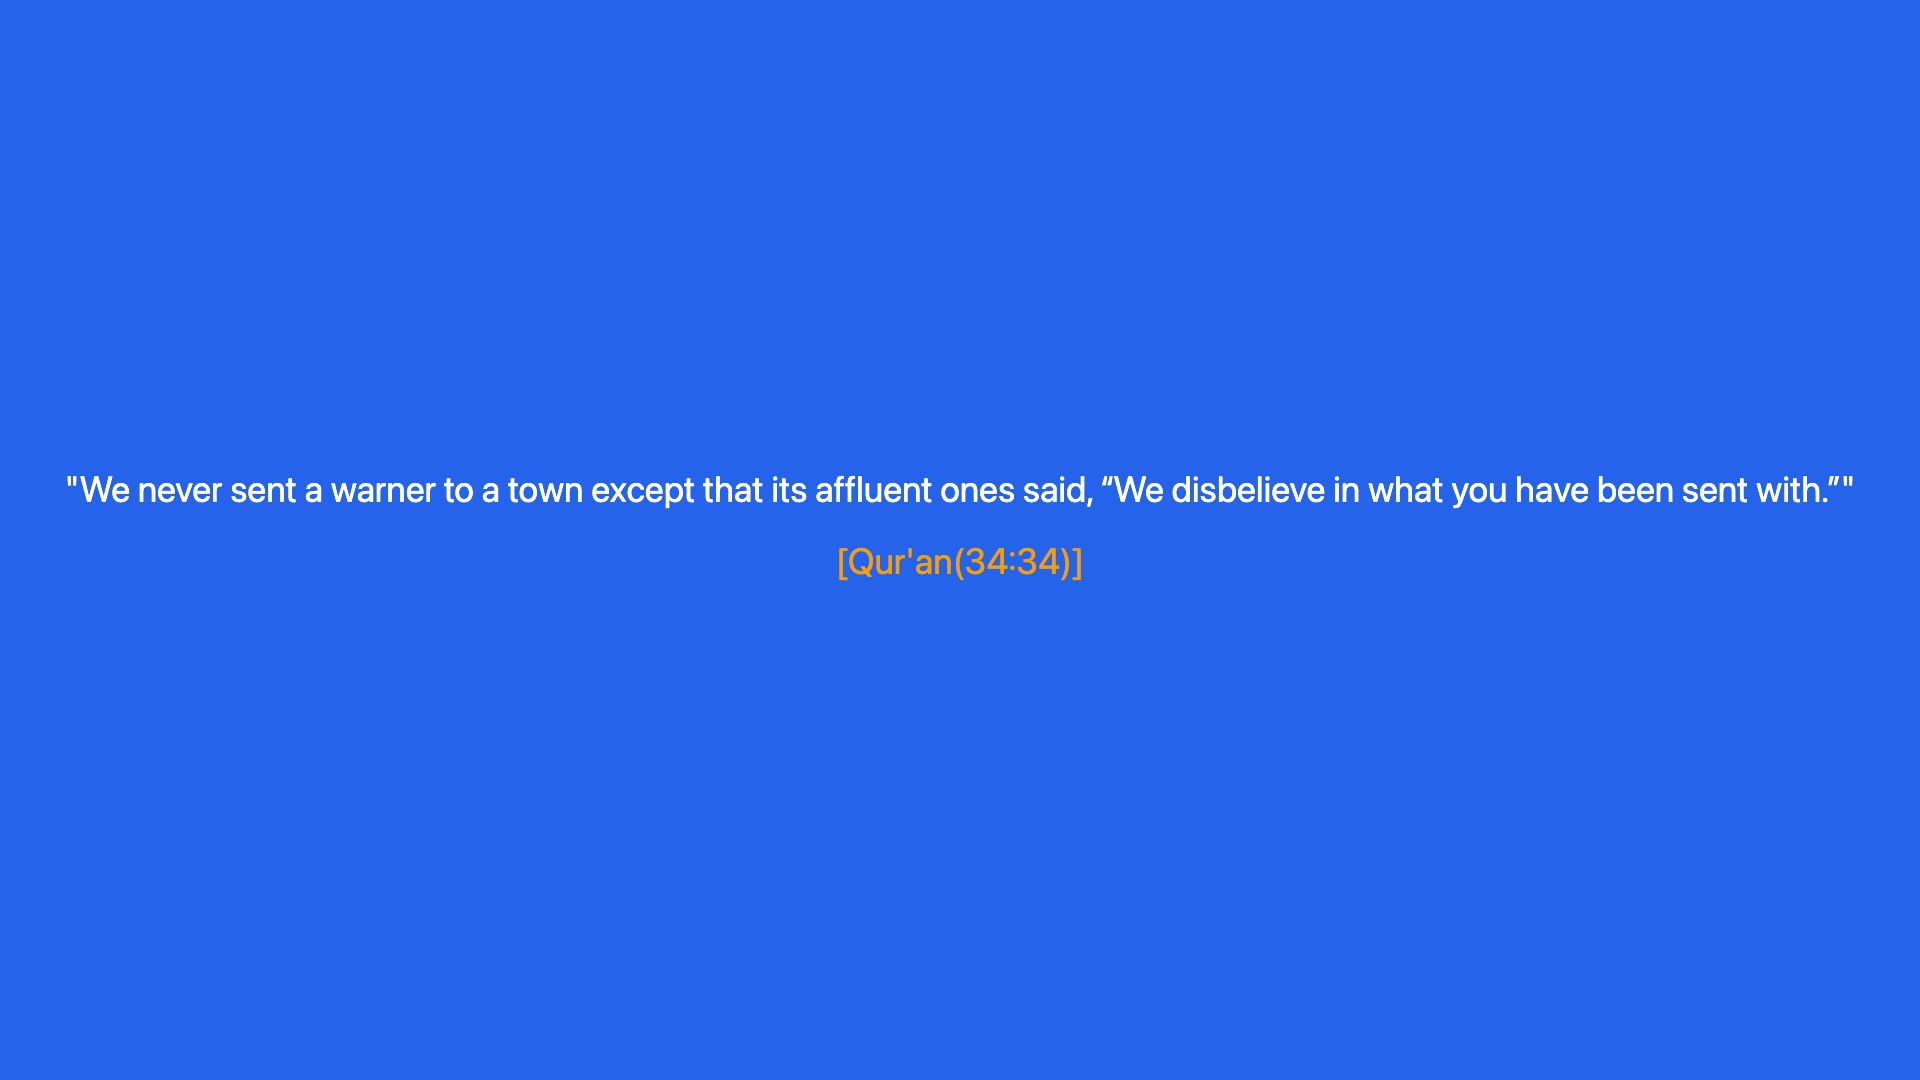 "We never sent a warner to a town except that its affluent ones said, “We disbelieve in what you have been sent with.”"
[Qur'an(34:34)]